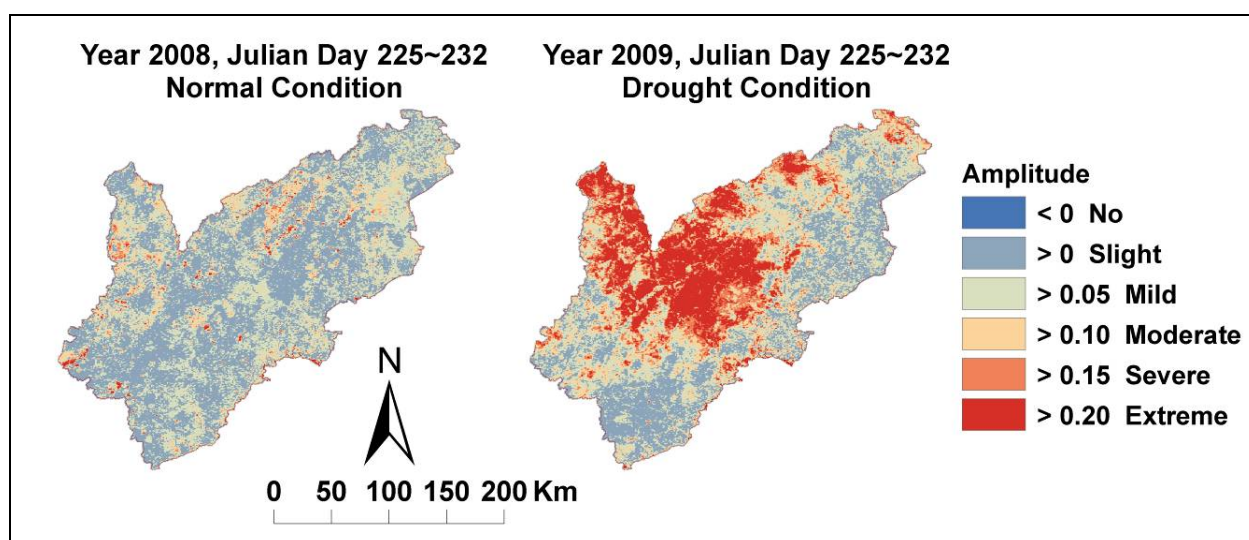 Year 2008, Julian Day 225~232
Normal Condition
Year 2009, Julian Day 225~232
Drought Condition
Amplitude
< 0 No
> 0 Slight
> 0.05 Mild
> 0.10 Moderate
> 0.15 Severe
> 0.20 Extreme
N
0 50 100 150 200 Km